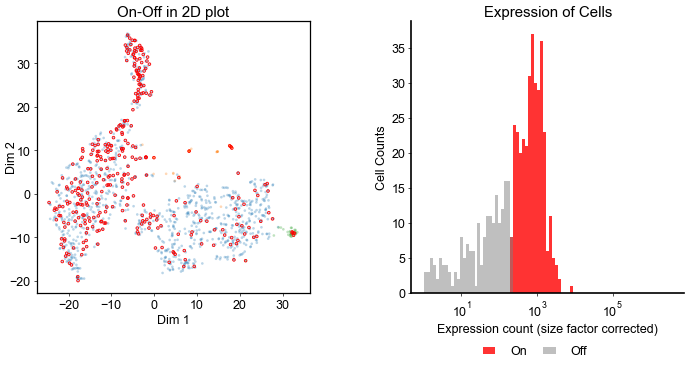 On-Off in 2D plot
Dim 2
30
20
10
0
−10
−20
−20 −10 0 10 20 30
Dim 1
Expression of Cells
Cell Counts
35
30
25
20
15
10
5
0
10^1 10^3 10^5
Expression count (size factor corrected)
On Off